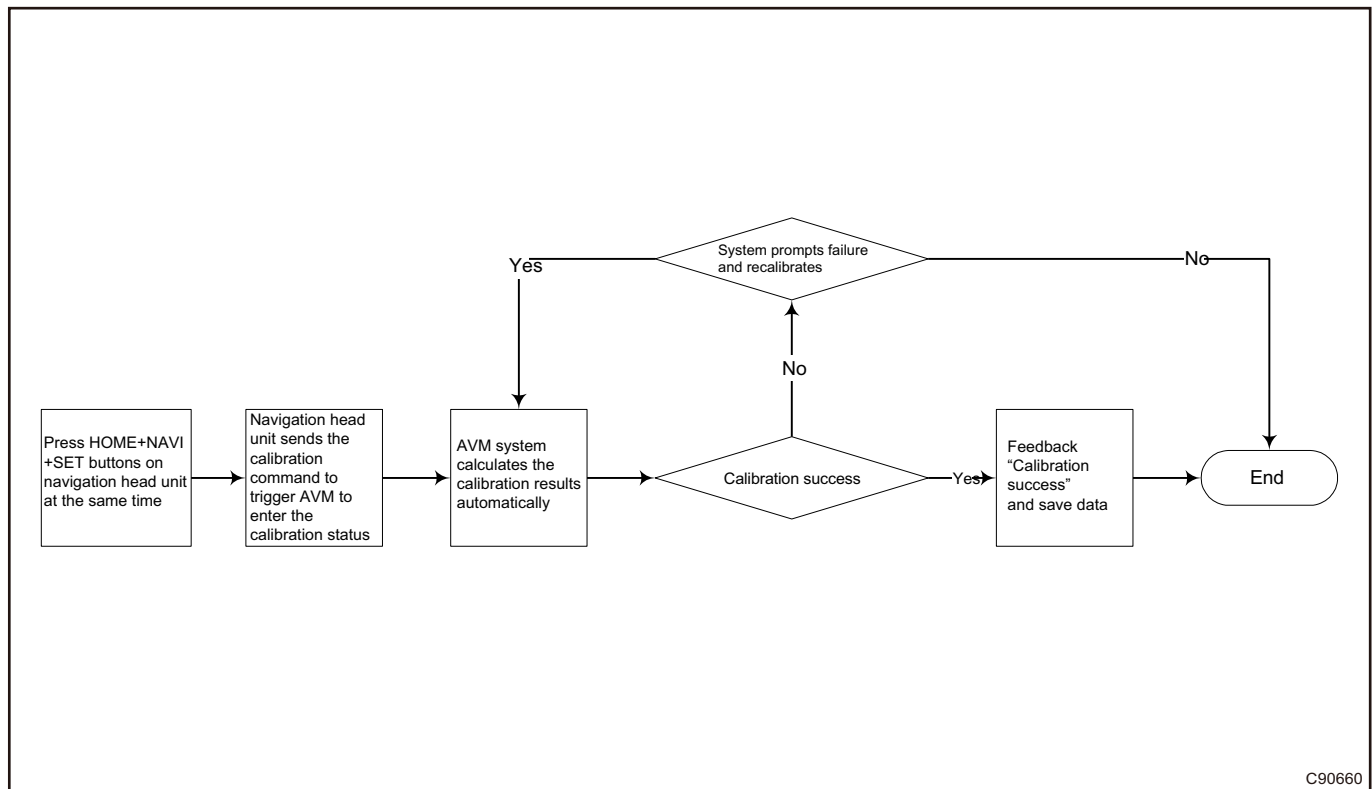 System prompts failure
and recalibrates
Yes
No
No
Press HOME+NAVI
+SET buttons on
navigation head unit
at the same time
Navigation head
unit sends the
calibration
command to
trigger AVM to
enter the
calibration status
AVM system
calculates the
calibration results
automatically
Calibration success
Yes
Feedback
“Calibration
success”
and save data
End
C90660